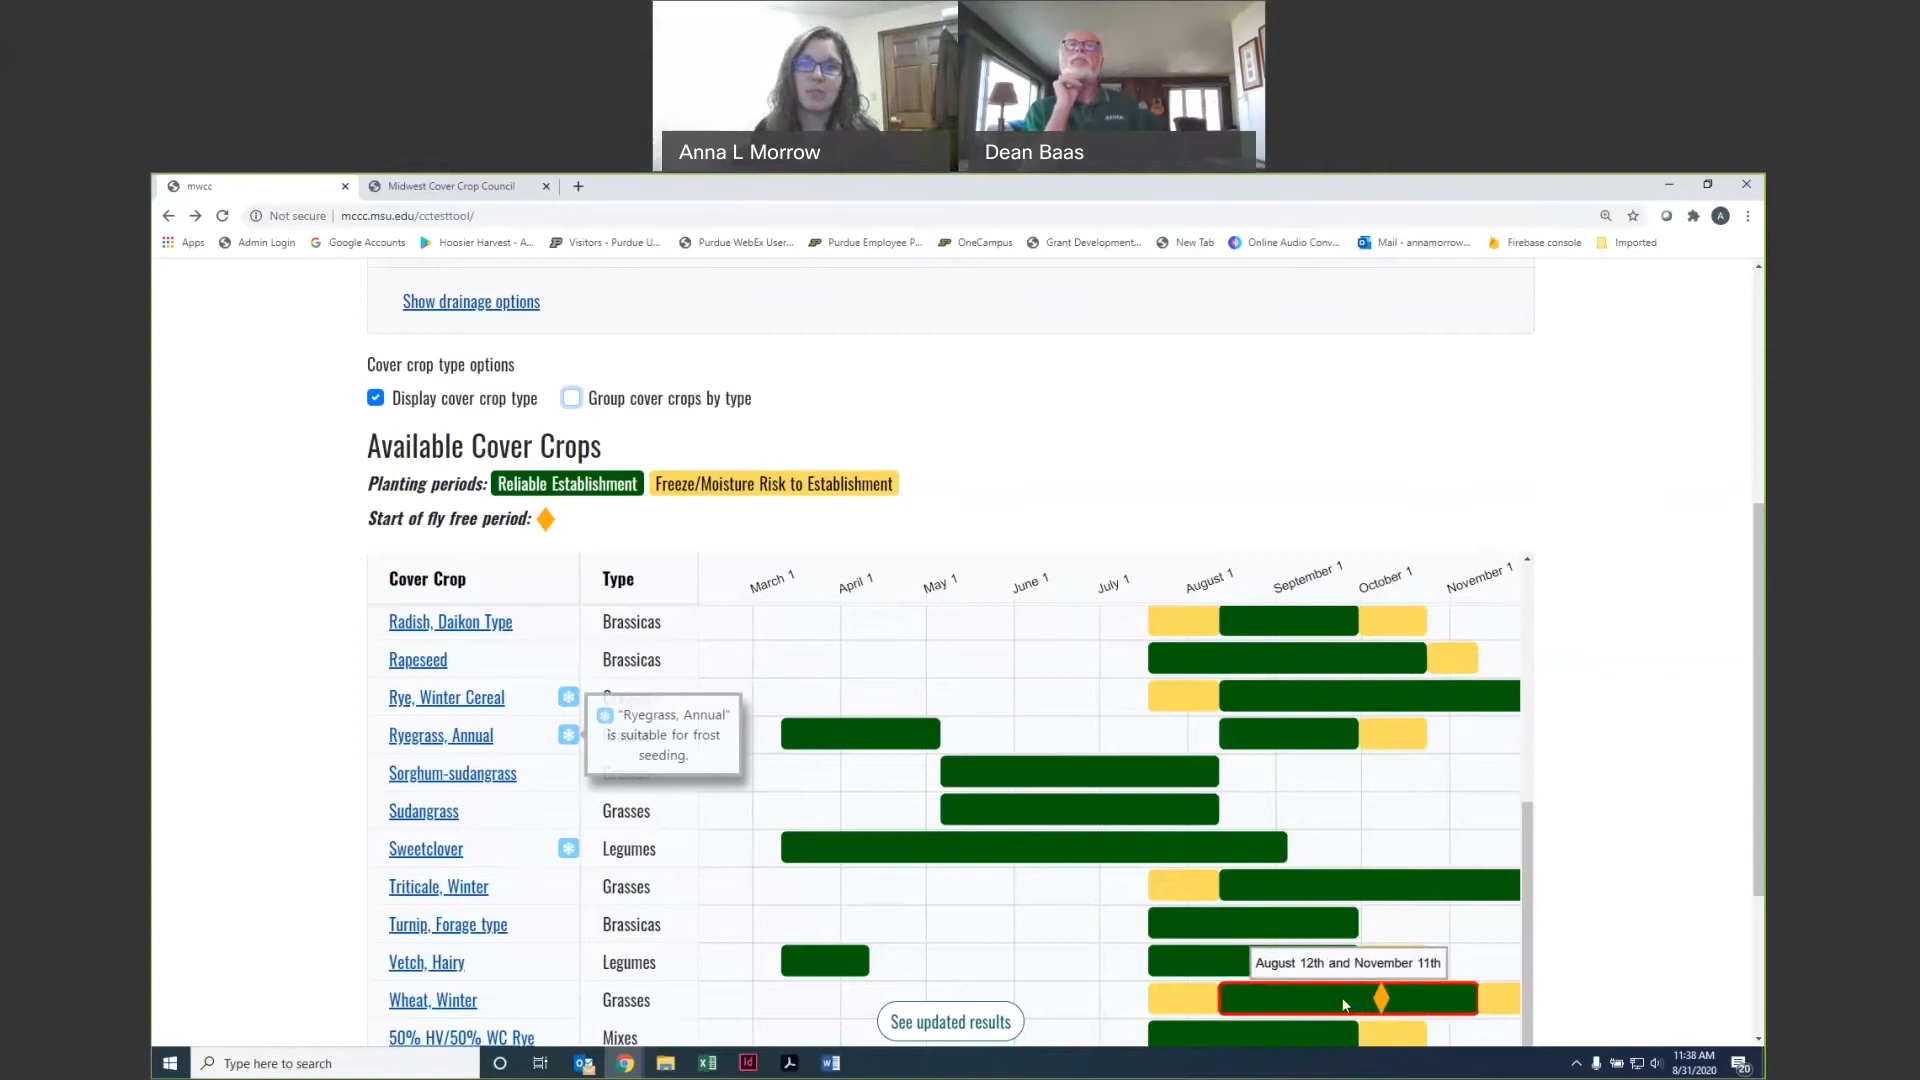 Anna L Morrow
Dean Baas
mwcc
Midwest Cover Crop Council
Not secure | mccc.msu.edu/cctesttool/
Apps
Admin Login
Google Accounts
Hoosier Harvest - A...
Visitors - Purdue U...
Purdue WebEx User...
Purdue Employee P...
OneCampus
Grant Development...
New Tab
Online Audio Conv...
Mail - annamorrow...
Firebase console
Imported
Show drainage options
Cover crop type options
Display cover crop type
Group cover crops by type
Available Cover Crops
Planting periods: Reliable Establishment Freeze/Moisture Risk to Establishment
Start of fly free period:
Cover Crop Type March 1 April 1 May 1 June 1 July 1 August 1 September 1 October 1 November 1
Radish, Daikon Type Brassicas
Rapeseed Brassicas
Rye, Winter Cereal
"Ryegrass, Annual"
is suitable for frost
seeding.
Ryegrass, Annual
Sorghum-sudangrass
Sudangrass Grasses
Sweetclover Legumes
Triticale, Winter Grasses
Turnip, Forage type Brassicas
Vetch, Hairy Legumes
August 12th and November 11th
Wheat, Winter Grasses
See updated results
50% HV/50% WC Rye Mixes
Type here to search
11:38 AM
8/31/2020
20